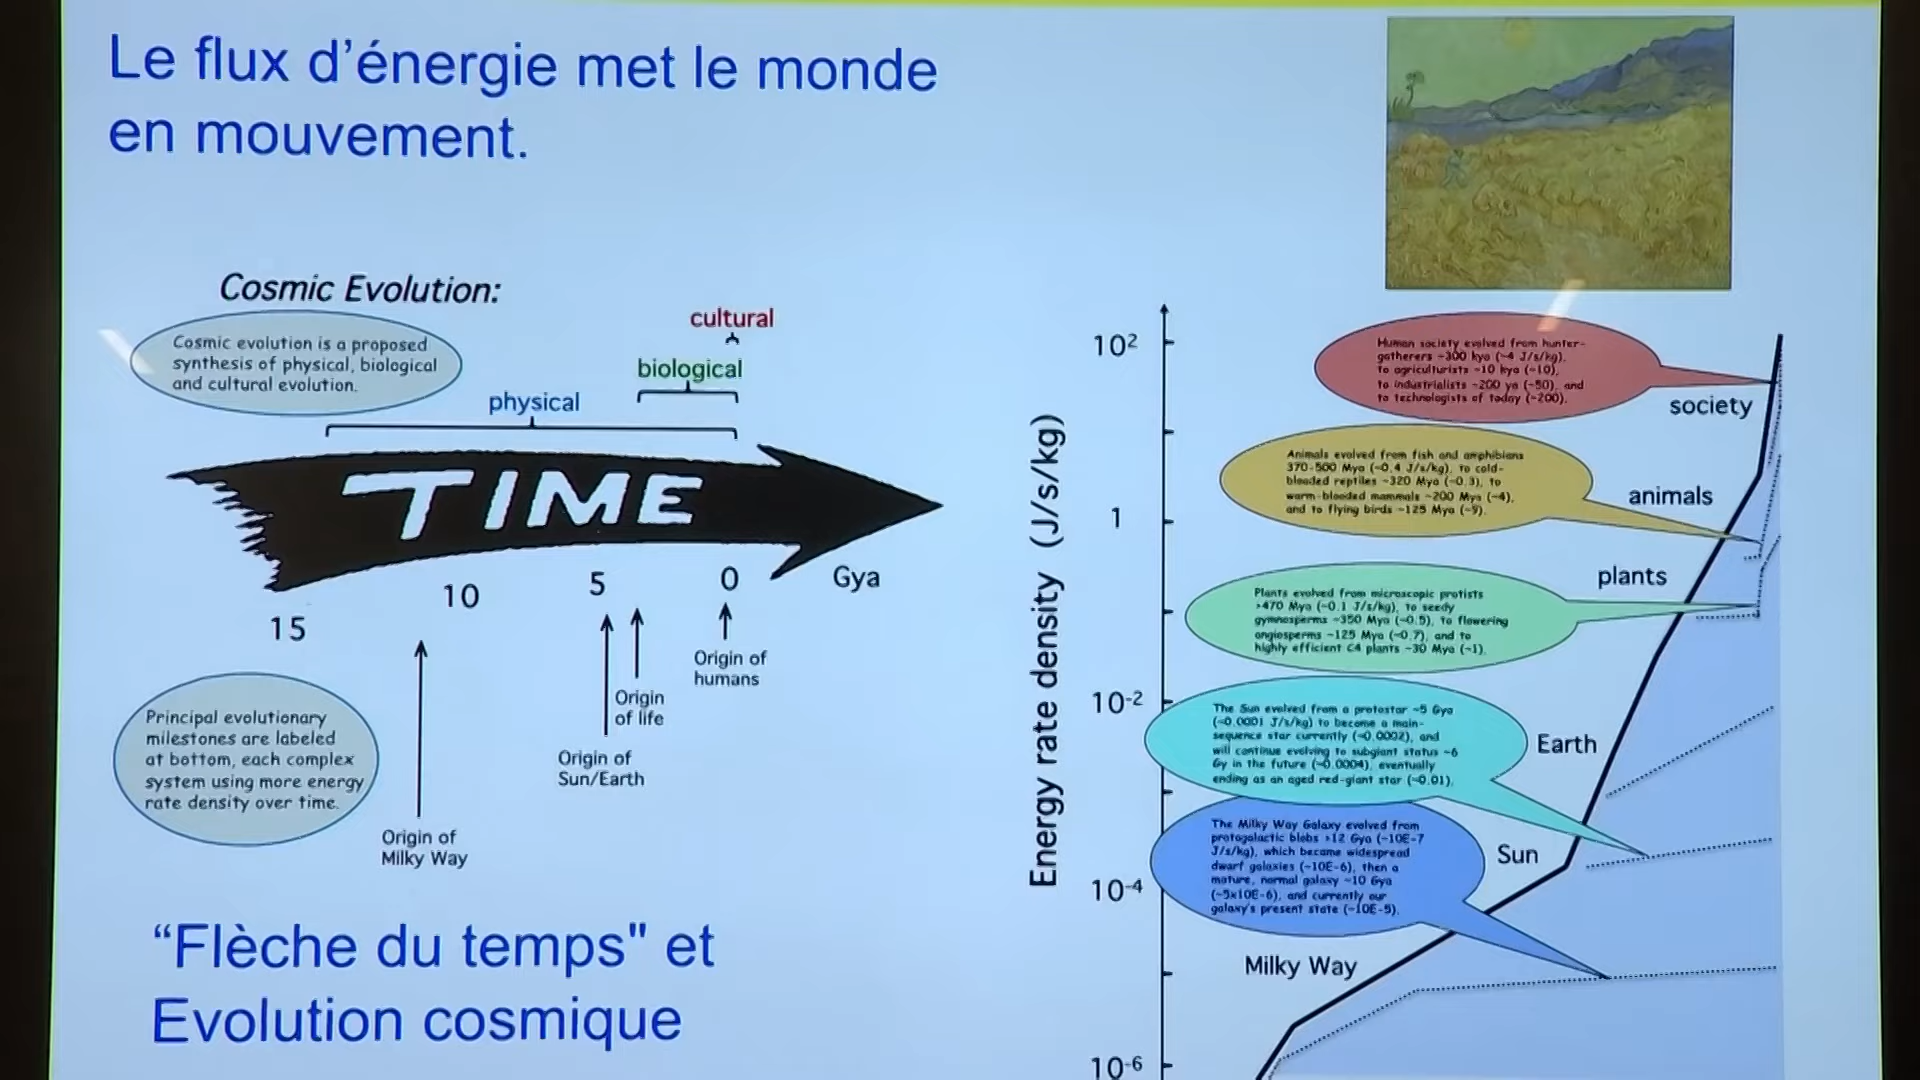 Le flux d'énergie met le monde
en mouvement.
Cosmic Evolution:
Cosmic evolution is a proposed
synthesis of physical, biological
and cultural evolution.
cultural
biological
physical
TIME
15
10
5
0
Gya
Origin of
humans
Origin
of life
Origin of
Sun/Earth
Origin of
Milky Way
Principal evolutionary
milestones are labeled
at bottom, each complex
system using more energy
rate density over time.
“Flèche du temps" et
Evolution cosmique
Energy rate density (J/s/kg)
10²
1
10-2
10-4
10-6
Human society evolved from hunter-
gatherers ~300 kya (~4 J/s/kg),
to agriculturists ~10 kya (~10),
to industrialists ~200 ya (~50), and
to technologists of today (~200).
society
Animals evolved from fish and amphibians
370-500 Mya (~0.4 J/s/kg), to cold-
blooded reptiles ~320 Mya (~0.3), to
warm-blooded mammals ~200 Mya (~4),
and to flying birds ~125 Mya (~9).
animals
plants
Plants evolved from microscopic protists
>470 Mya (~0.1 J/s/kg), to seedy
gymnosperms ~350 Mya (~0.5), to flowering
angiosperms ~125 Mya (~0.7), and to
highly efficient C4 plants ~30 Mya (~1).
The Sun evolved from a protostar ~5 Gya
(~0.0001 J/s/kg) to become a main-
sequence star currently (~0.0002), and
will continue evolving to subgiant status ~6
Gy in the future (~0.0004), eventually
ending as an aged red-giant star (~0.01).
Earth
The Milky Way Galaxy evolved from
protogalactic blobs >12 Gya (~10E-7
J/s/kg), which became widespread
dwarf galaxies (~10E-6), then a
mature, normal galaxy ~10 Gya
(~5x10E-6), and currently our
galaxy's present state (~10E-5).
Sun
Milky Way